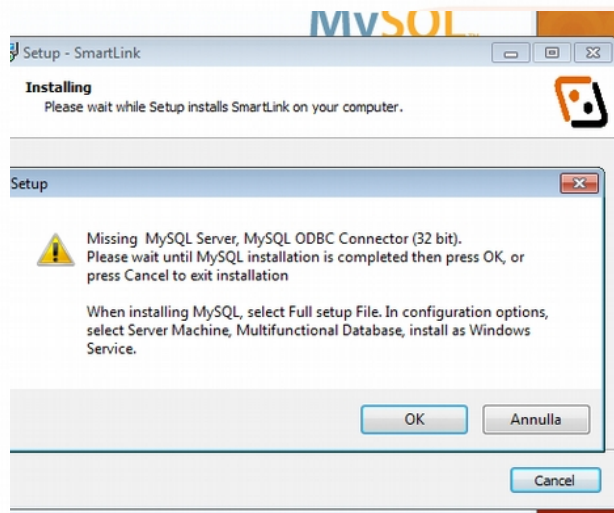 MySQL
Setup - SmartLink
Installing
Please wait while Setup installs SmartLink on your computer.
Setup
Missing MySQL Server, MySQL ODBC Connector (32 bit).
Please wait until MySQL installation is completed then press OK, or
press Cancel to exit installation
When installing MySQL, select Full setup File. In configuration options,
select Server Machine, Multifunctional Database, install as Windows
Service.
OK
Annulla
Cancel